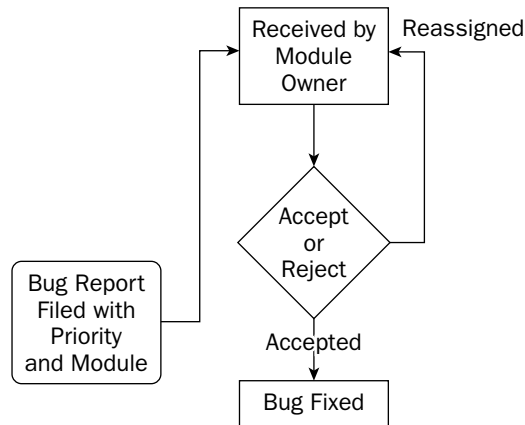 Received by
Module
Owner
Reassigned
Accept
or
Reject
Bug Report
Filed with
Priority
and Module
Accepted
Bug Fixed